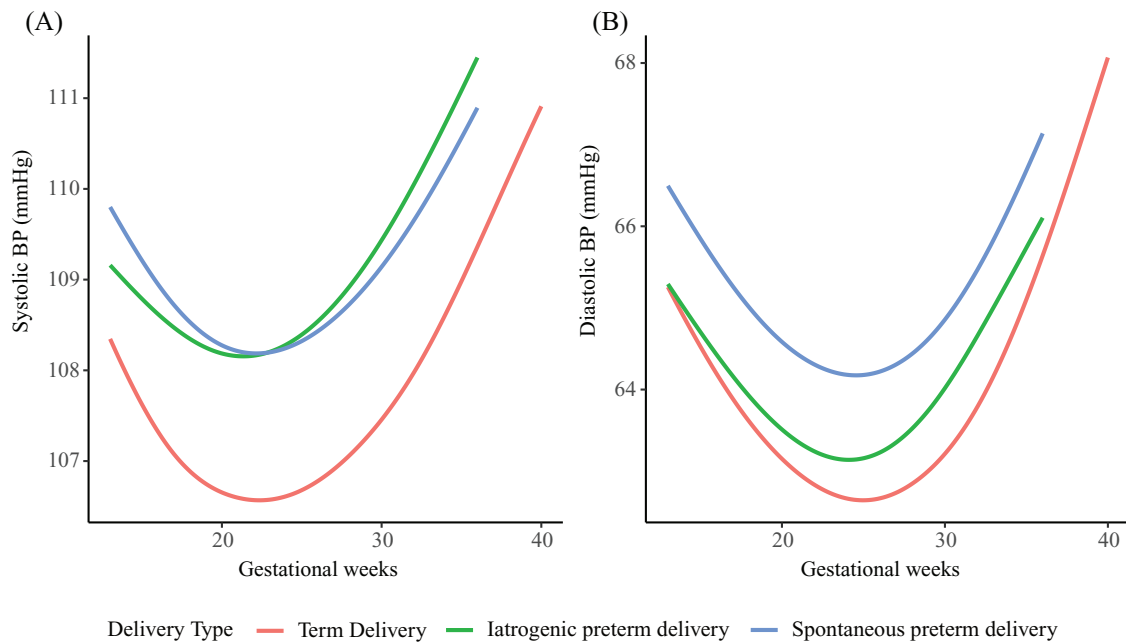 (A)
Systolic BP (mmHg)
111
110
109
108
107
20
30
40
Gestational weeks
(B)
Diastolic BP (mmHg)
68
66
64
20
30
40
Gestational weeks
Delivery Type Term Delivery Iatrogenic preterm delivery Spontaneous preterm delivery